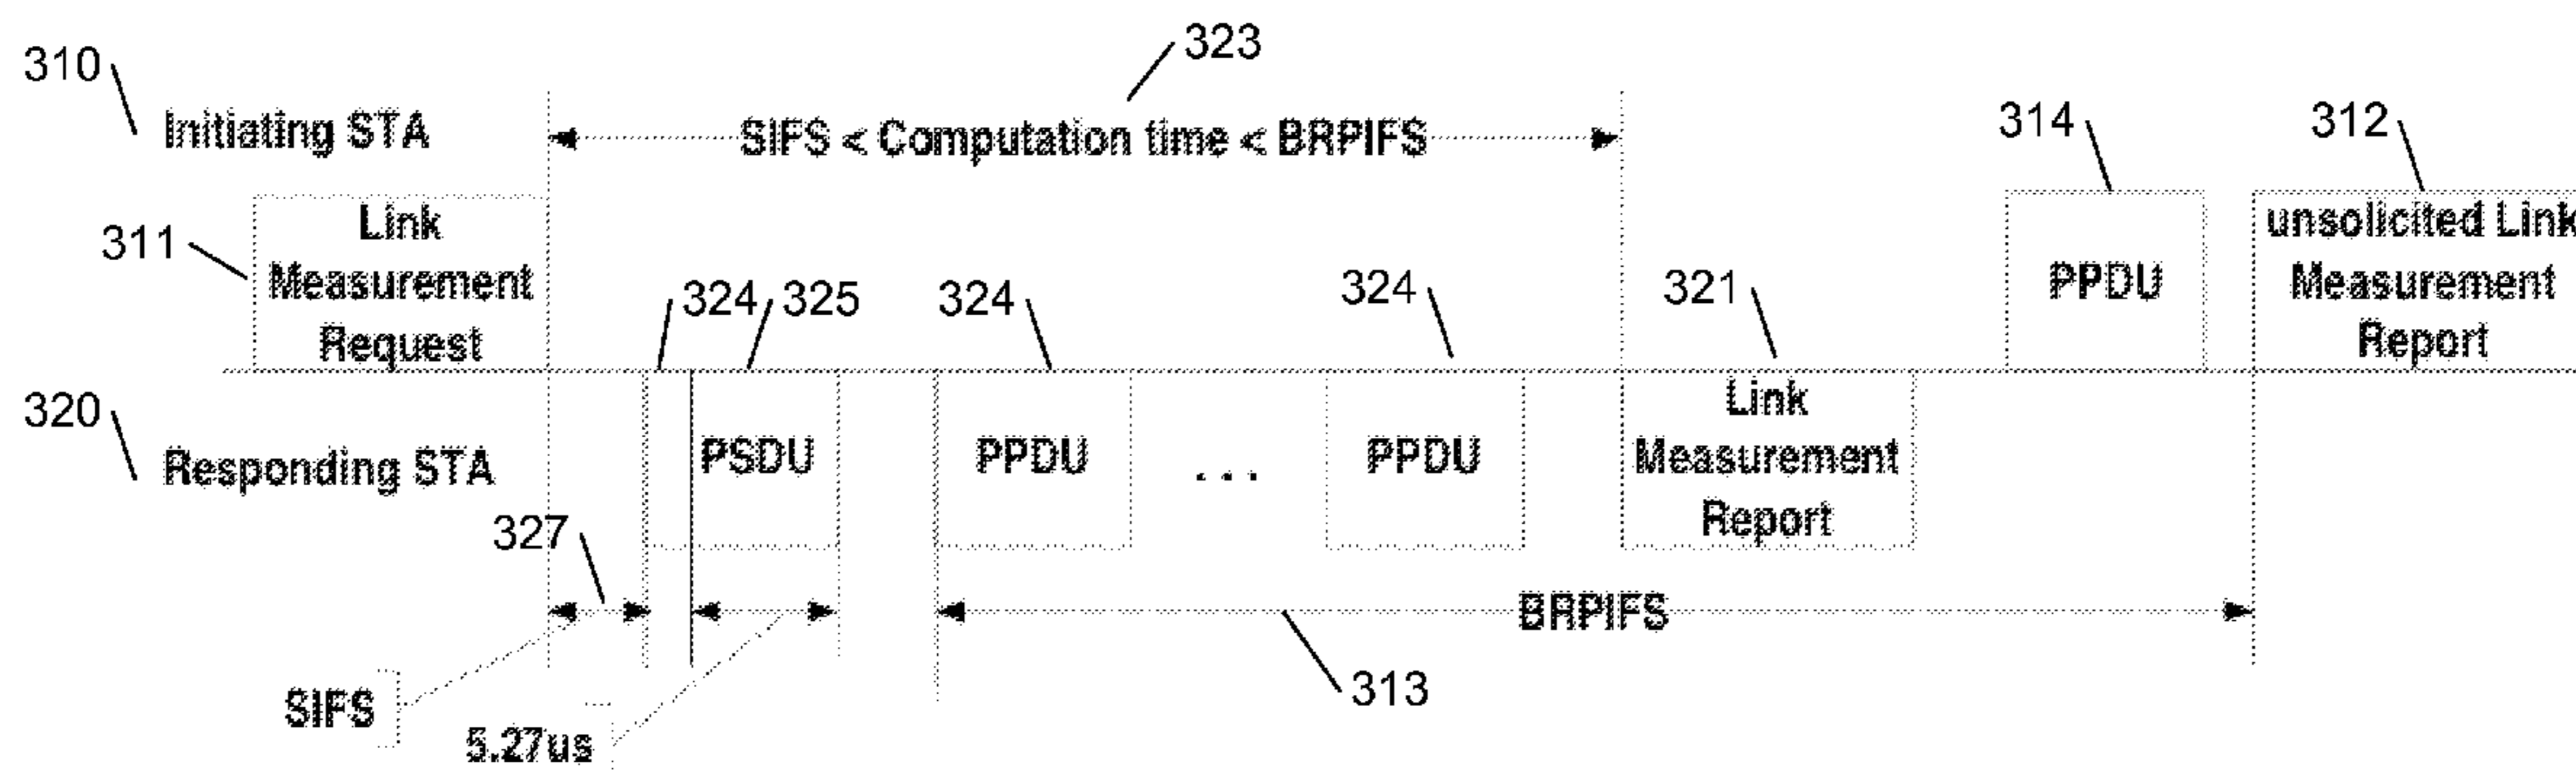 323
310
Initiating STA
SIFS < Computation time < BRPIFS
314
312
311
Link
Measurement
Request
324
325
324
324
321
PPDU
unsolicited Link
Measurement
Report
320
Responding STA
PSDU
PPDU
...
PPDU
Link
Measurement
Report
327
BRPIFS
313
SIFS
5.27us